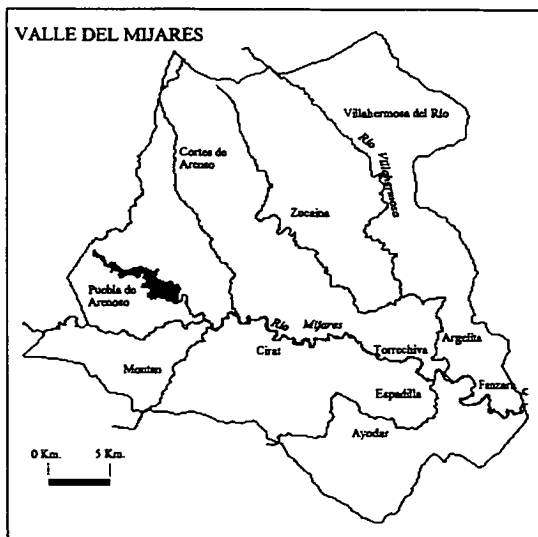 VALLE DEL MIJARES
Villahermosa del Río
Río Villahermosa
Cortes de
Arenoso
Zucaina
Puebla de
Arenoso
Río Mijares
Cirat
Torrechiva
Argelita
Montan
Espadilla
Fanzara
Ayodar
0 Km. 5 Km.